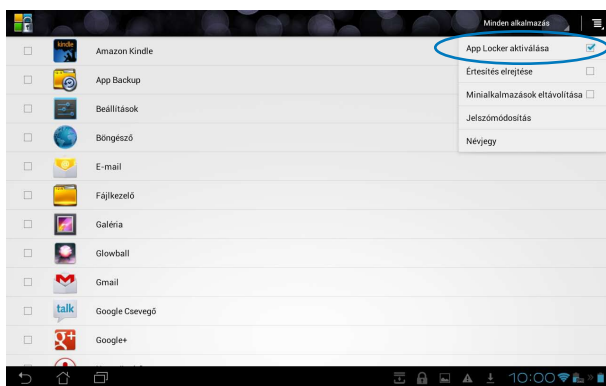 Minden alkalmazás
App Locker aktiválása
Értesítés elrejtése
Minialkalmazások eltávolítása
Jelszómódosítás
Névjegy
kindle
Amazon Kindle
App Backup
Beállítások
Böngésző
E-mail
Fájlkezelő
Galéria
Glowball
Gmail
talk
Google Csevegő
Google+
10:00